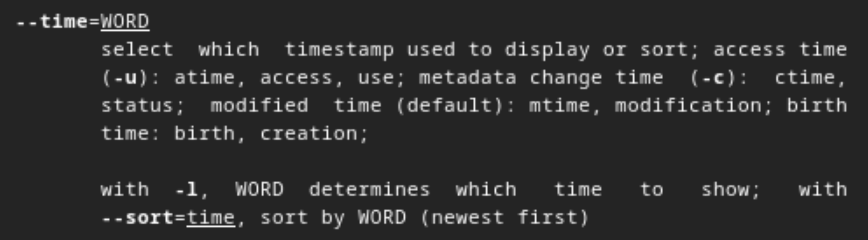 --time=WORD
select which timestamp used to display or sort; access time
(-u): atime, access, use; metadata change time (-c): ctime,
status; modified time (default): mtime, modification; birth
time: birth, creation;
with -l, WORD determines which time to show; with
--sort=time, sort by WORD (newest first)